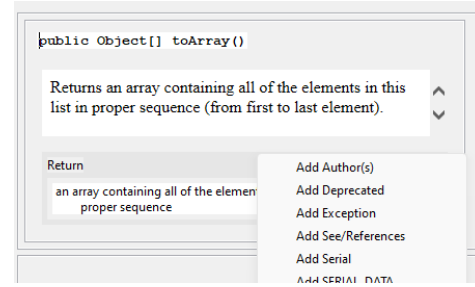 public Object[] toArray()
Returns an array containing all of the elements in this
list in proper sequence (from first to last element).
Return
an array containing all of the
proper sequence
Add Author(s)
Add Deprecated
Add Exception
Add See/References
Add Serial
Add SERIAL_DATA